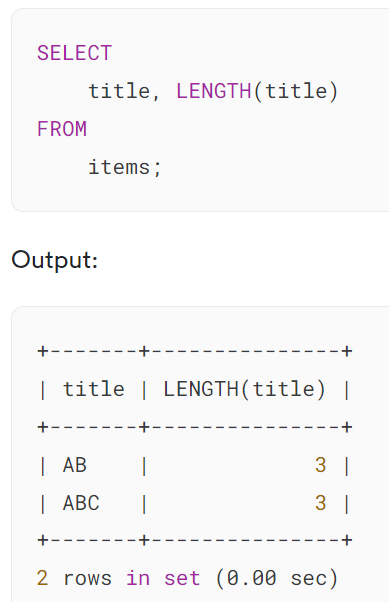 SELECT
    title, LENGTH(title)
FROM
    items;
Output:
+-------+---------------+
| title | LENGTH(title) |
+-------+---------------+
| AB    |             3 |
| ABC   |             3 |
+-------+---------------+
2 rows in set (0.00 sec)